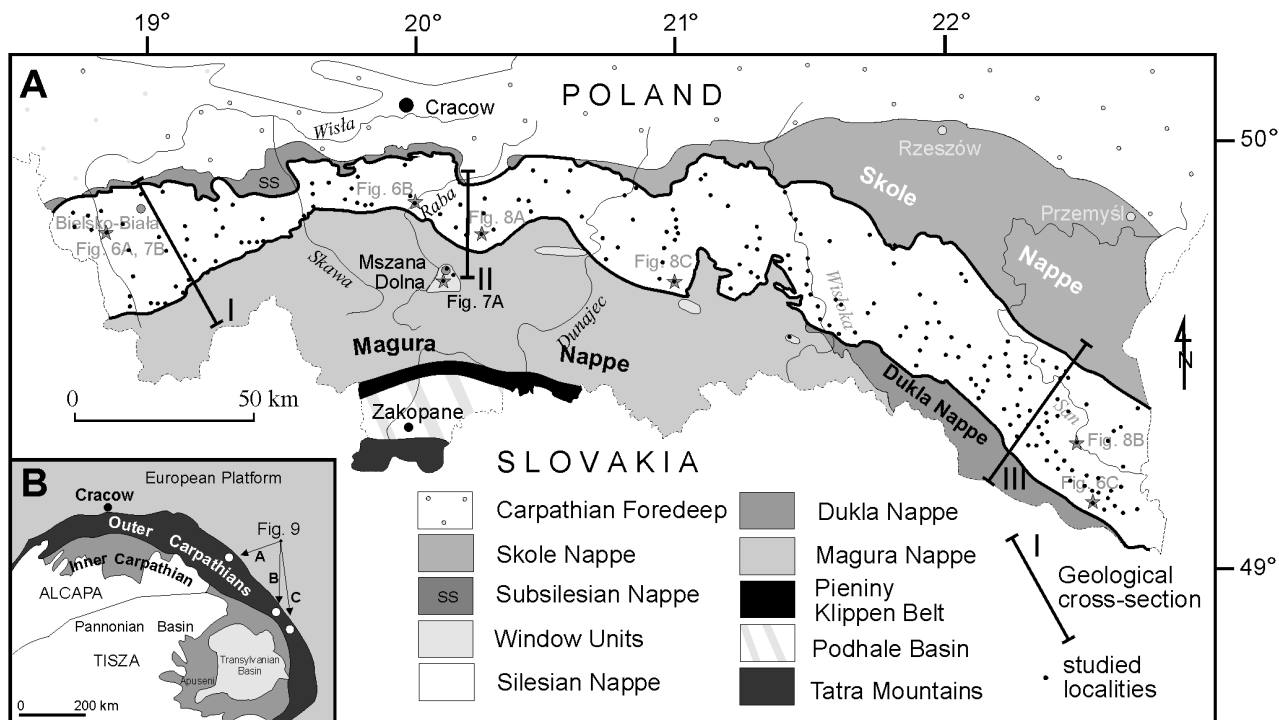 19°
20°
21°
22°
A
POLAND
Cracow
Wisła
50°
Rzeszów
SS
Skole
Fig. 6B
Raba
Bielsko-Biała
Fig. 8A
Przemyśl
Fig. 6A, 7B
Mszana
Dolna
Skawa
Fig. 8C
Nappe
II
Wisłoka
I
Fig. 7A
Dunajec
N
Magura
Nappe
Dukla Nappe
0
50 km
Zakopane
San
Fig. 8B
SLOVAKIA
III
Fig. 6C
B
European Platform
Cracow
Outer
Carpathians
Fig. 9
A
B
C
Inner Carpathian
ALCAPA
Pannonian Basin
TISZA
Transylvanian
Basin
Apuseni
0
200 km
Carpathian Foredeep
Skole Nappe
SS
Subsilesian Nappe
Window Units
Silesian Nappe
Dukla Nappe
Magura Nappe
Pieniny
Klippen Belt
Podhale Basin
Tatra Mountains
I
Geological
cross-section
studied
localities
49°